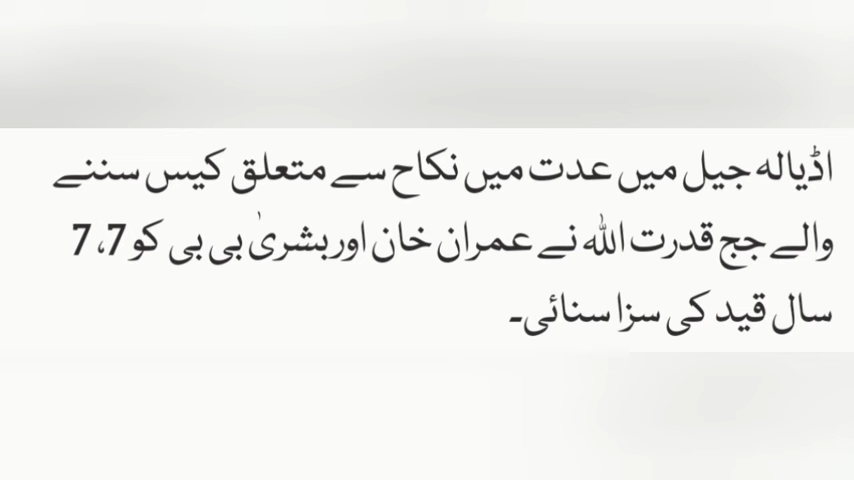 اڈیالہ جیل میں عدت میں نکاح سے متعلق کیس سننے
والے جج قدرت اللہ نے عمران خان اور بشریٰ بی بی کو 7،7
سال قید کی سزا سنائی۔